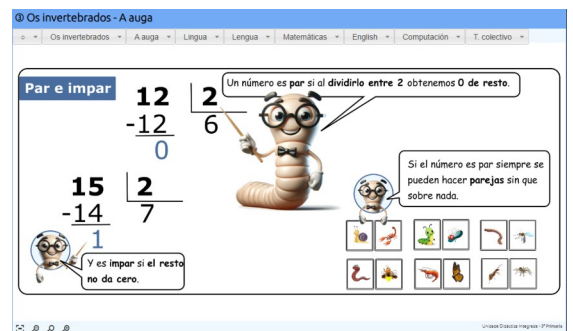 ③ Os invertebrados - A auga
Os invertebrados A auga Lingua Lengua Matemáticas English Computación T. colectivo
Par e impar
Un número es par si al dividirlo entre 2 obtenemos 0 de resto.
12 2
-12 6
0
Si el número es par siempre se
pueden hacer parejas sin que
sobre nada.
15 2
-14 7
1
Y es impar si el resto
no da cero.
Unidade Didáctica Integrada - 3º Primaria